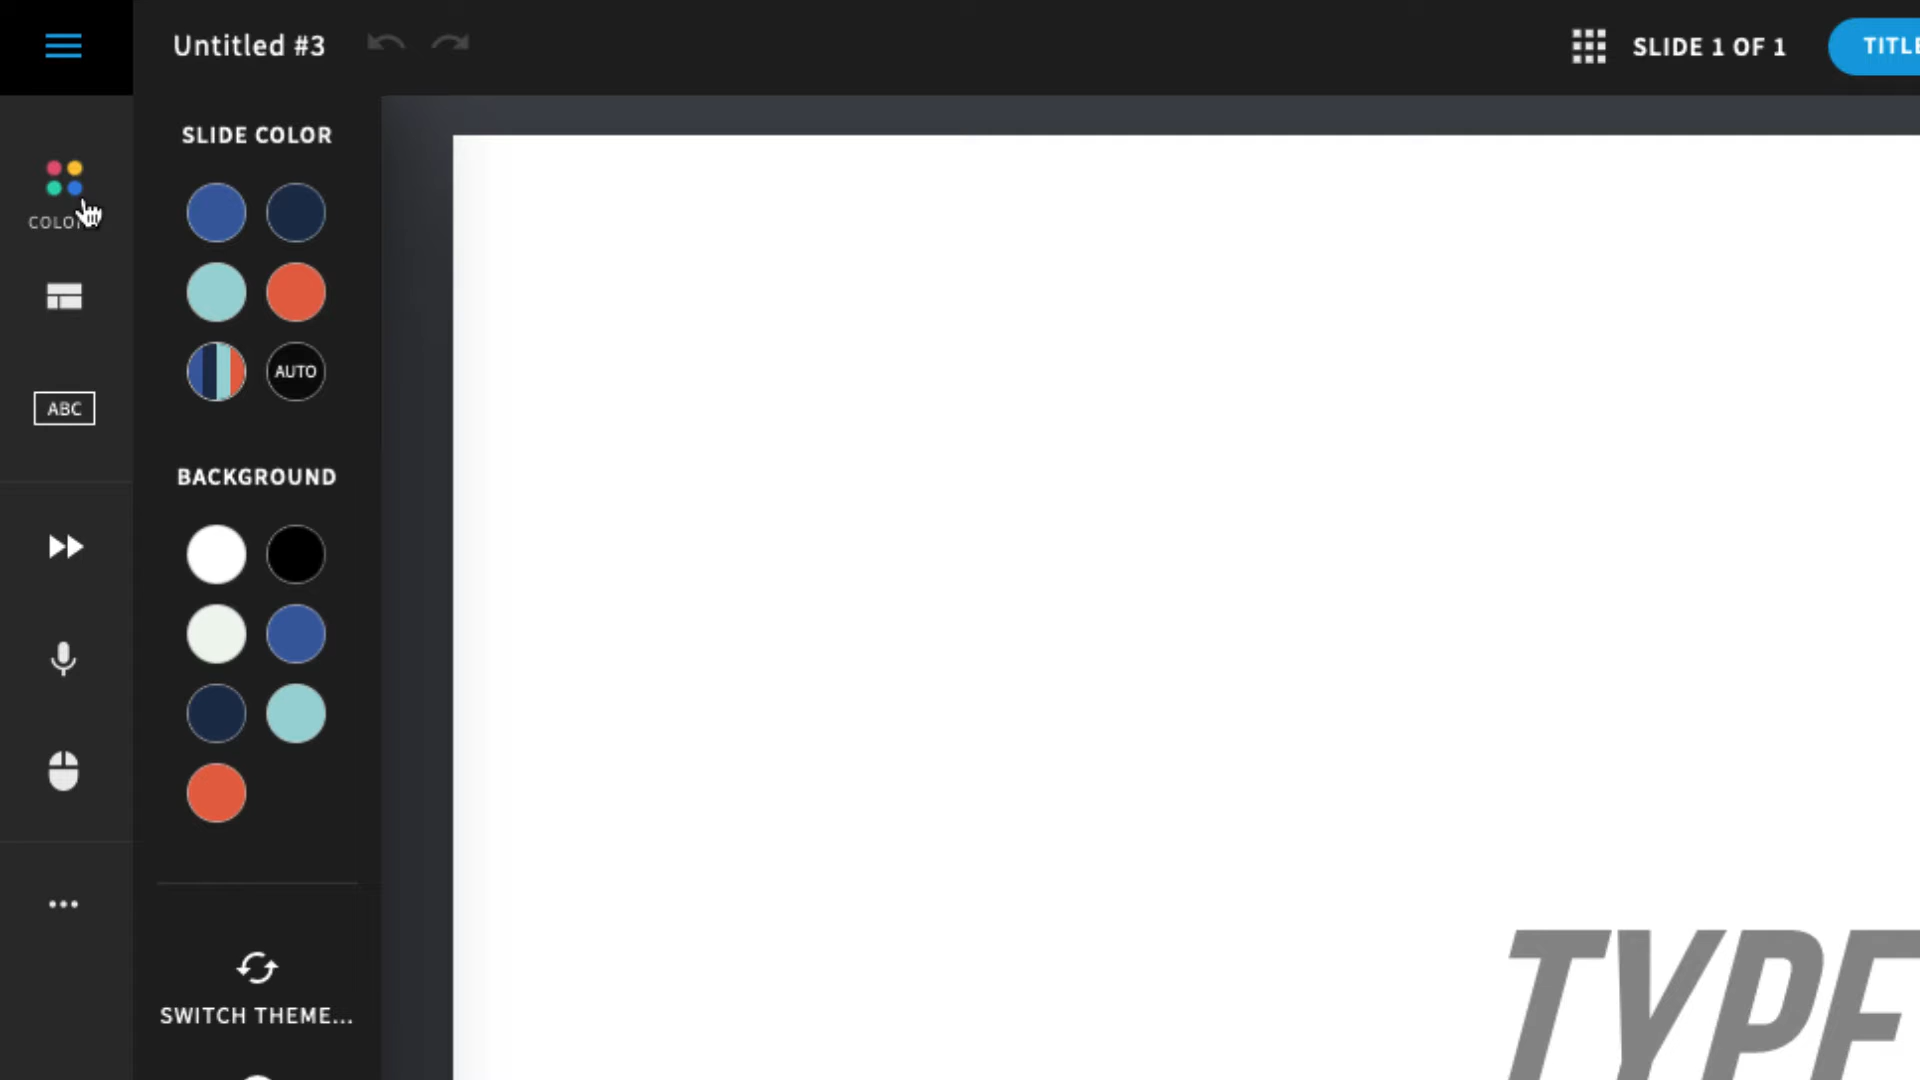 Untitled #3
SLIDE 1 OF 1
SLIDE COLOR
AUTO
ABC
BACKGROUND
SWITCH THEME...